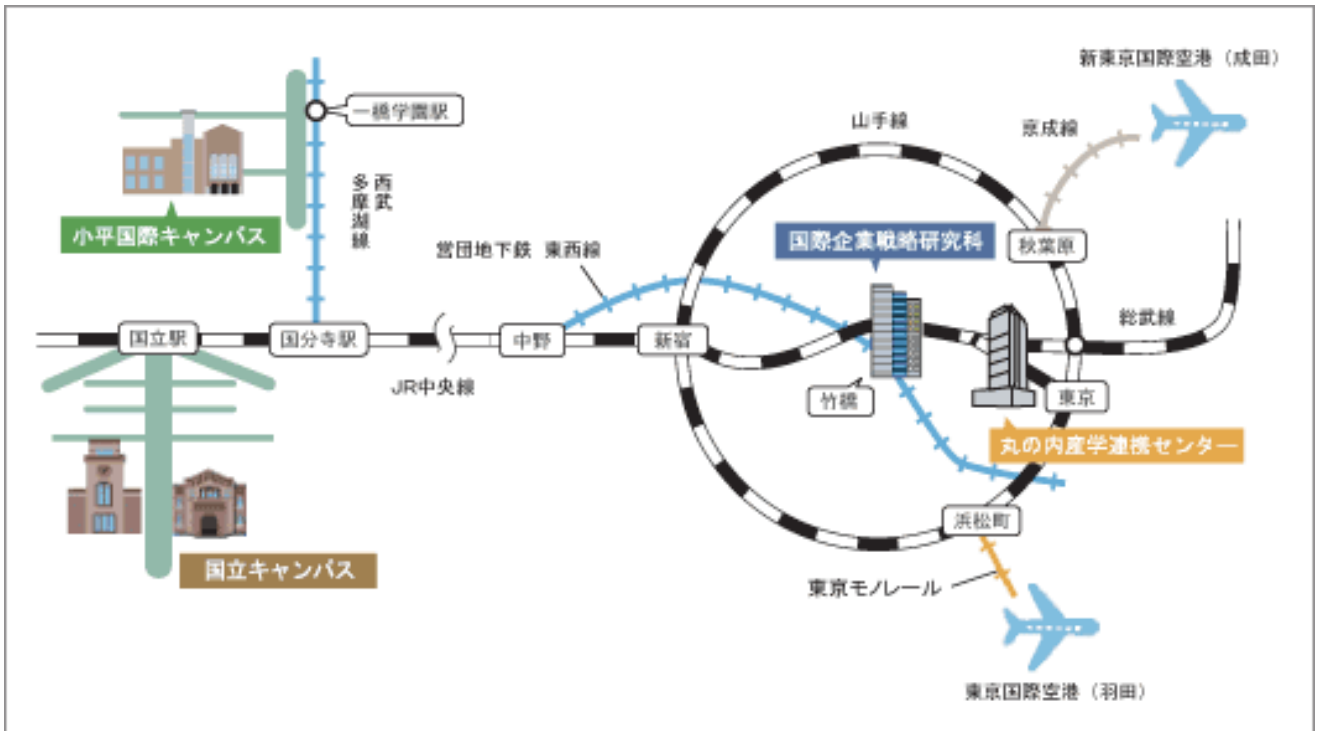 新東京国際空港（成田）
山手線
京成線
一橋学園駅
西武
多摩湖線
小平国際キャンパス
営団地下鉄 東西線
国際企業戦略研究科
秋葉原
総武線
国立駅
国分寺駅
中野
新宿
JR中央線
竹橋
東京
丸の内産学連携センター
浜松町
国立キャンパス
東京モノレール
東京国際空港（羽田）